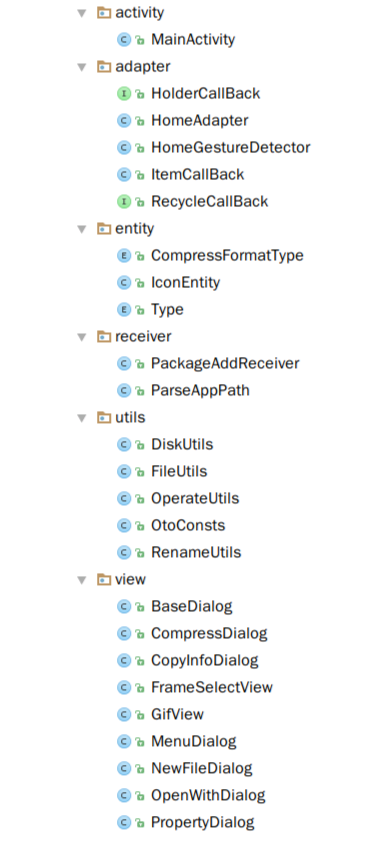 activity
C MainActivity
adapter
I HolderCallBack
C HomeAdapter
C HomeGestureDetector
C ItemCallBack
I RecycleCallBack
entity
E CompressFormatType
C IconEntity
E Type
receiver
C PackageAddReceiver
C ParseAppPath
utils
C DiskUtils
C FileUtils
C OperateUtils
C OtoConsts
C RenameUtils
view
C BaseDialog
C CompressDialog
C CopyInfoDialog
C FrameSelectView
C GifView
C MenuDialog
C NewFileDialog
C OpenWithDialog
C PropertyDialog